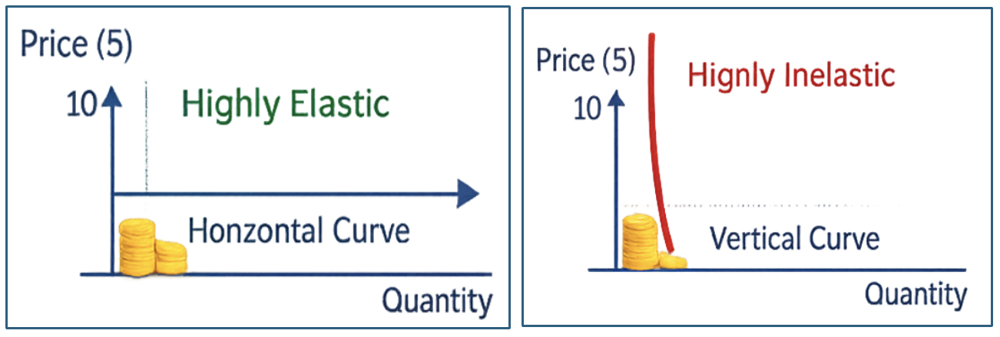 Price (5)
10
Highly Elastic
Honzontal Curve
Quantity
Price (5)
10
Hignly Inelastic
Vertical Curve
Quantity